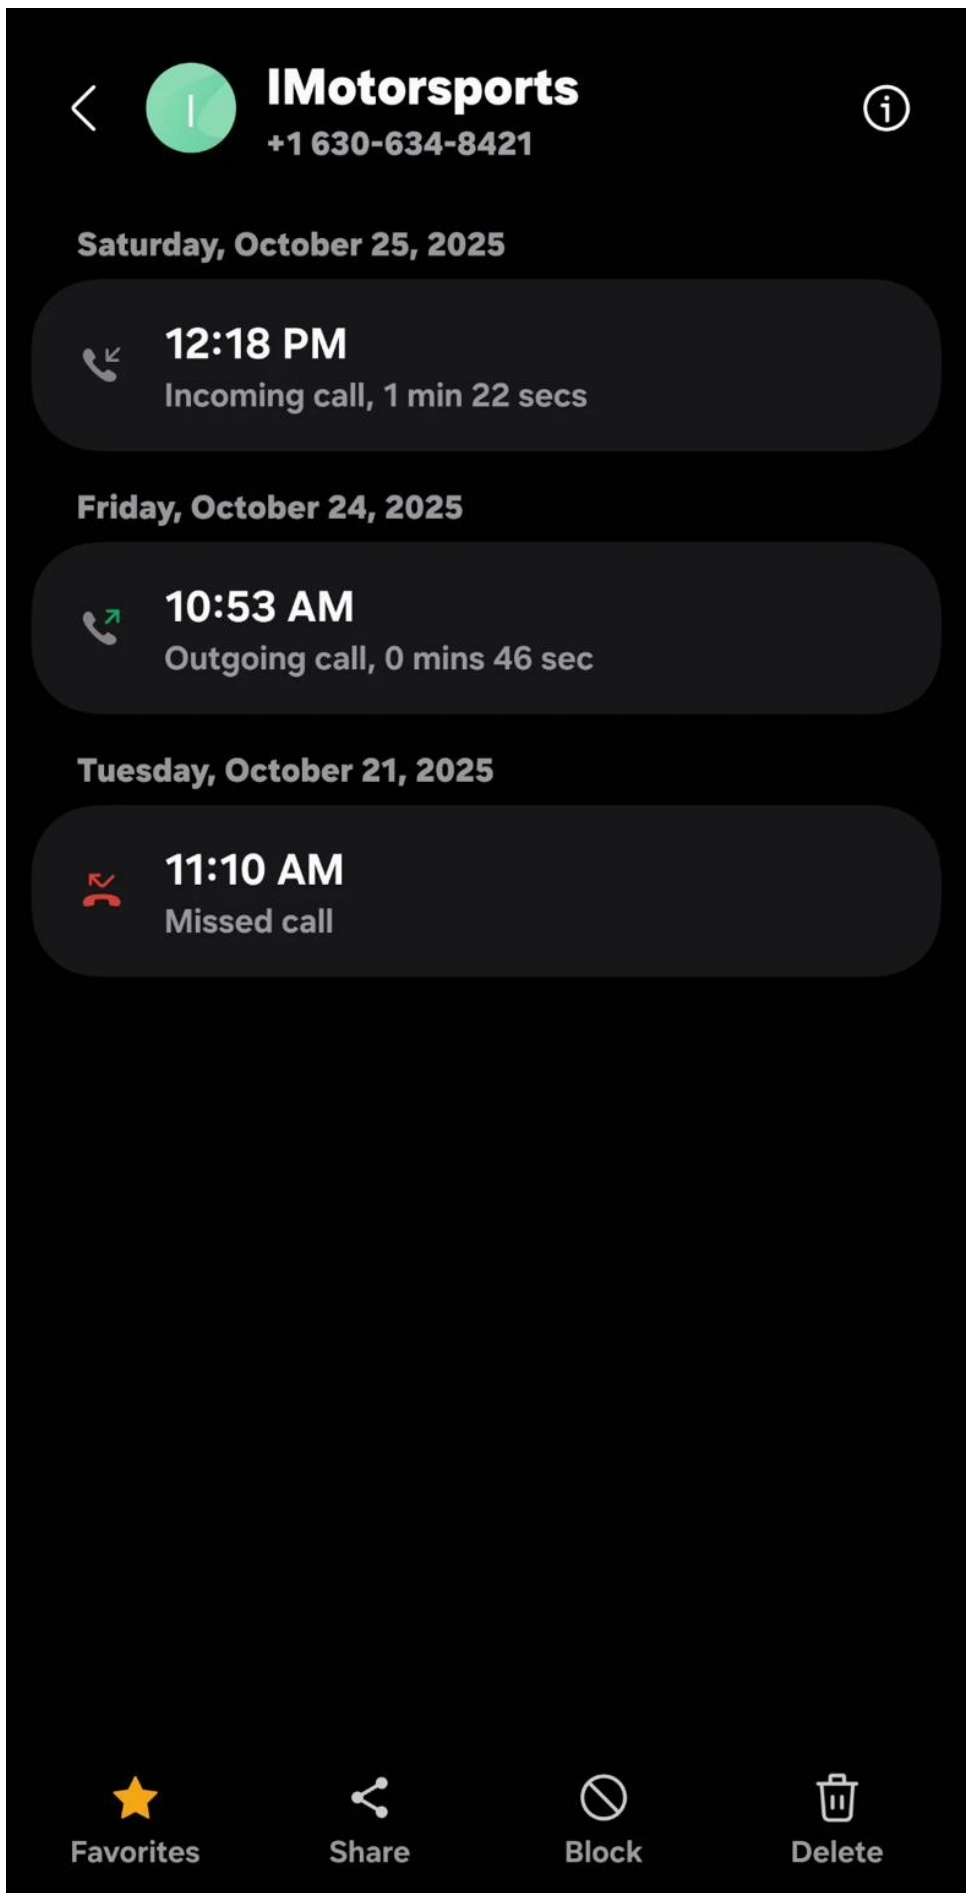 IMotorsports
I
+1 630-634-8421
Saturday, October 25, 2025
12:18 PM
Incoming call, 1 min 22 secs
Friday, October 24, 2025
10:53 AM
Outgoing call, 0 mins 46 sec
Tuesday, October 21, 2025
11:10 AM
Missed call
Favorites
Share
Block
Delete